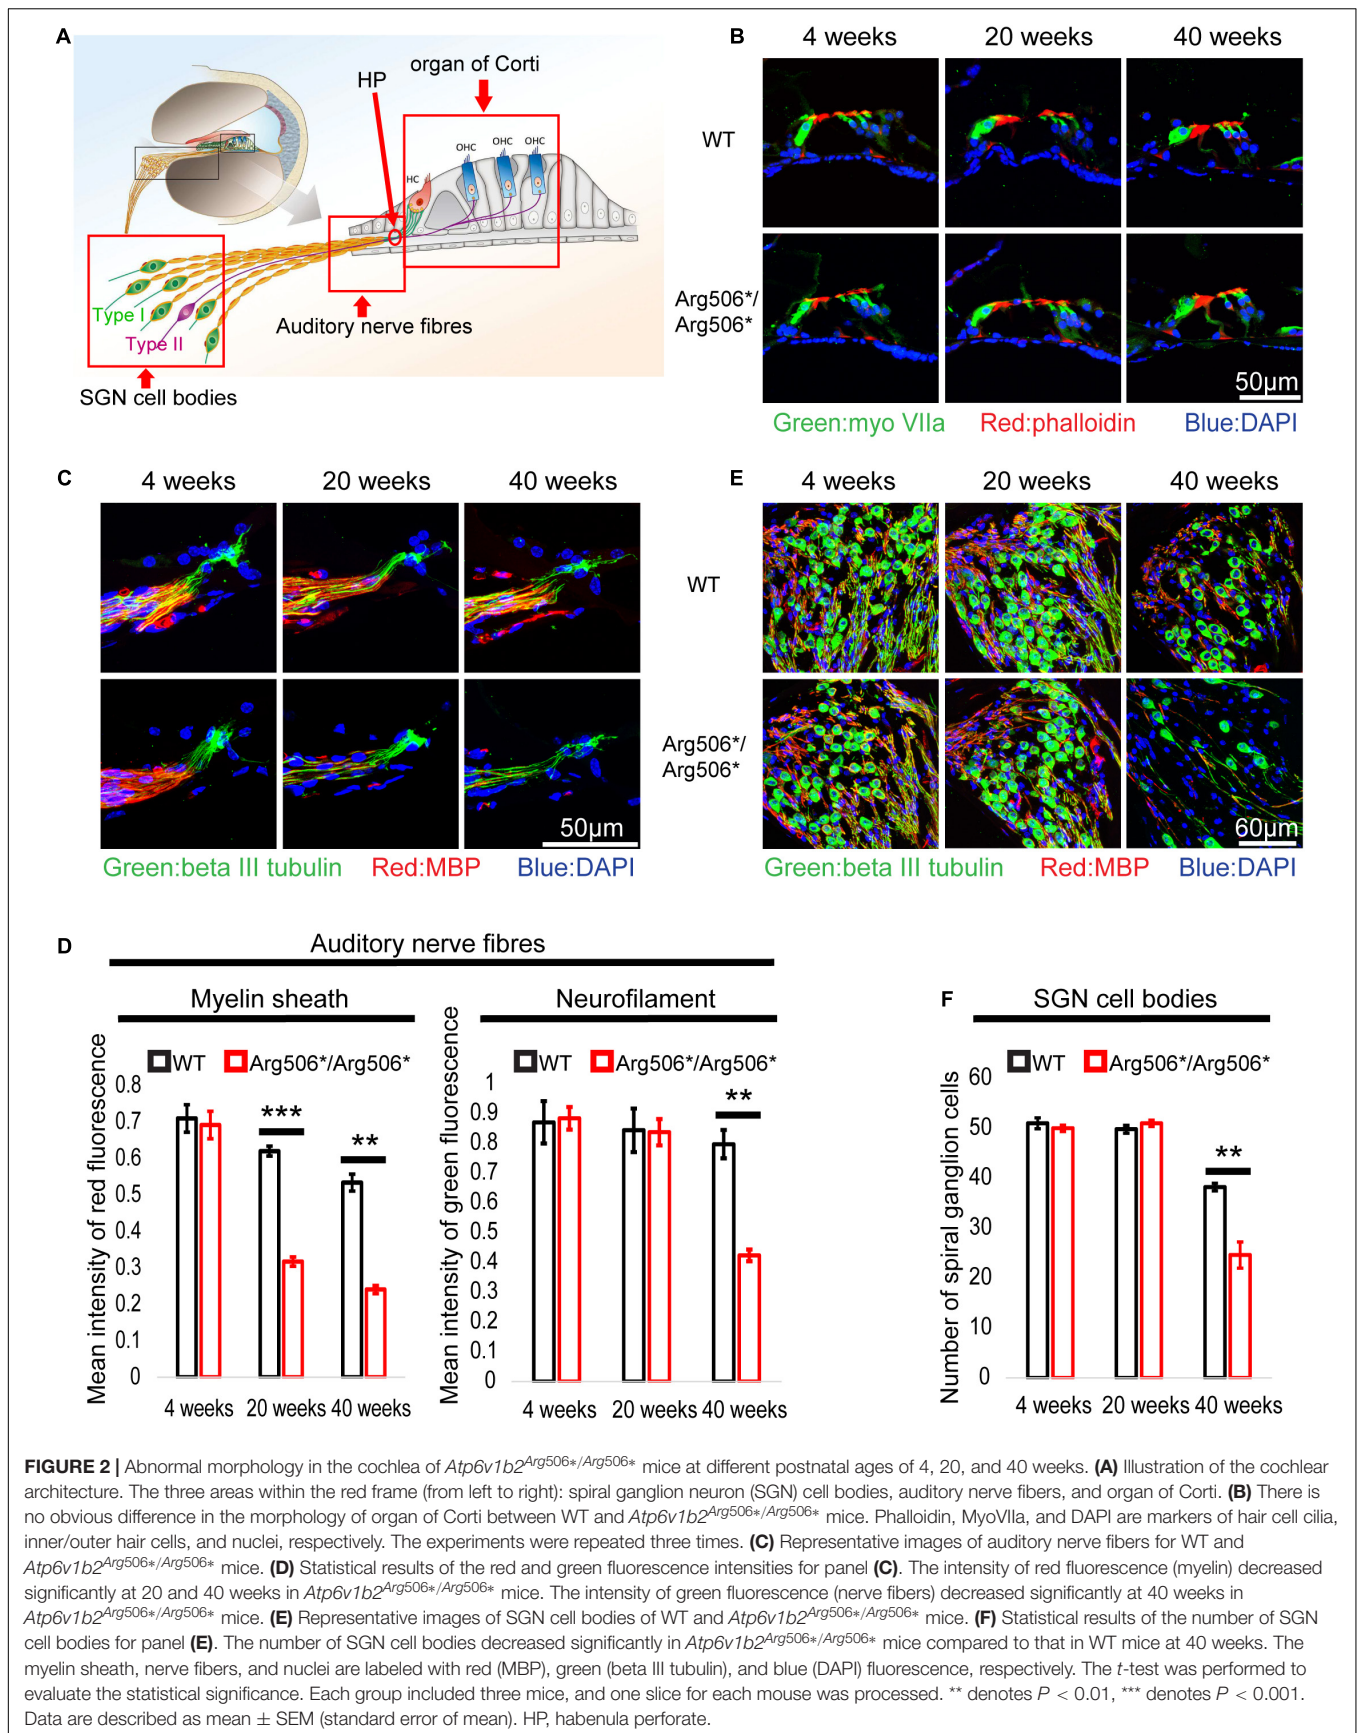 A
HP
organ of Corti
OHC
OHC
OHC
HC
Type I
Type II
Auditory nerve fibres
SGN cell bodies
B
4 weeks
20 weeks
40 weeks
WT
Arg506*/
Arg506*
50µm
Green:myo VIIa
Red:phalloidin
Blue:DAPI
C
4 weeks
20 weeks
40 weeks
50µm
Green:beta III tubulin
Red:MBP
Blue:DAPI
E
4 weeks
20 weeks
40 weeks
WT
Arg506*/
Arg506*
60µm
Green:beta III tubulin
Red:MBP
Blue:DAPI
D
Auditory nerve fibres
Myelin sheath
WT
Arg506*/Arg506*
Mean intensity of red fluorescence
0.8
0.7
0.6
0.5
0.4
0.3
0.2
0.1
0
***
**
4 weeks
20 weeks
40 weeks
Neurofilament
WT
Arg506*/Arg506*
Mean intensity of green fluorescence
1
0.9
0.8
0.7
0.6
0.5
0.4
0.3
0.2
0.1
0
**
4 weeks
20 weeks
40 weeks
F
SGN cell bodies
WT
Arg506*/Arg506*
Number of spiral ganglion cells
60
50
40
30
20
10
0
**
4 weeks
20 weeks
40 weeks
FIGURE 2 | Abnormal morphology in the cochlea of Atp6v1b2Arg506∗/Arg506∗ mice at different postnatal ages of 4, 20, and 40 weeks. (A) Illustration of the cochlear
architecture. The three areas within the red frame (from left to right): spiral ganglion neuron (SGN) cell bodies, auditory nerve fibers, and organ of Corti. (B) There is
no obvious difference in the morphology of organ of Corti between WT and Atp6v1b2Arg506∗/Arg506∗ mice. Phalloidin, MyoVIIa, and DAPI are markers of hair cell cilia,
inner/outer hair cells, and nuclei, respectively. The experiments were repeated three times. (C) Representative images of auditory nerve fibers for WT and
Atp6v1b2Arg506∗/Arg506∗ mice. (D) Statistical results of the red and green fluorescence intensities for panel (C). The intensity of red fluorescence (myelin) decreased
significantly at 20 and 40 weeks in Atp6v1b2Arg506∗/Arg506∗ mice. The intensity of green fluorescence (nerve fibers) decreased significantly at 40 weeks in
Atp6v1b2Arg506∗/Arg506∗ mice. (E) Representative images of SGN cell bodies of WT and Atp6v1b2Arg506∗/Arg506∗ mice. (F) Statistical results of the number of SGN
cell bodies for panel (E). The number of SGN cell bodies decreased significantly in Atp6v1b2Arg506∗/Arg506∗ mice compared to that in WT mice at 40 weeks. The
myelin sheath, nerve fibers, and nuclei are labeled with red (MBP), green (beta III tubulin), and blue (DAPI) fluorescence, respectively. The t-test was performed to
evaluate the statistical significance. Each group included three mice, and one slice for each mouse was processed. ** denotes P < 0.01, *** denotes P < 0.001.
Data are described as mean ± SEM (standard error of mean). HP, habenula perforate.